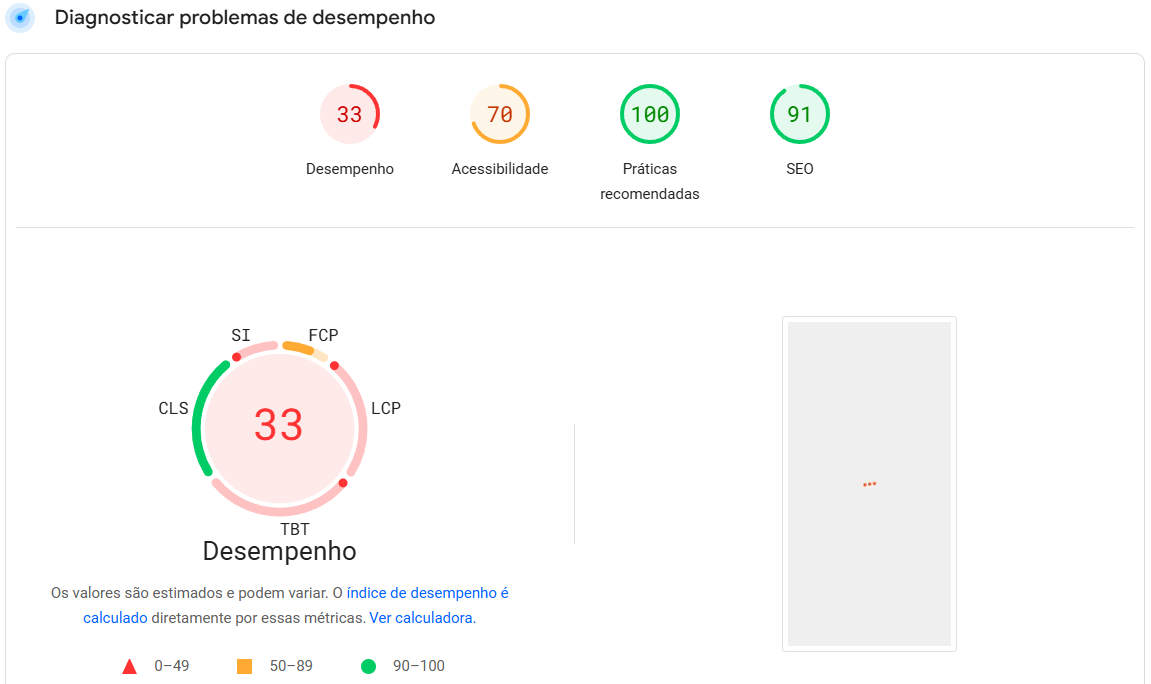 Diagnosticar problemas de desempenho
33
70
100
91
Desempenho
Acessibilidade
Práticas
recomendadas
SEO
SI
FCP
CLS
33
LCP
TBT
Desempenho
Os valores são estimados e podem variar. O índice de desempenho é
calculado diretamente por essas métricas. Ver calculadora.
0–49
50–89
90–100